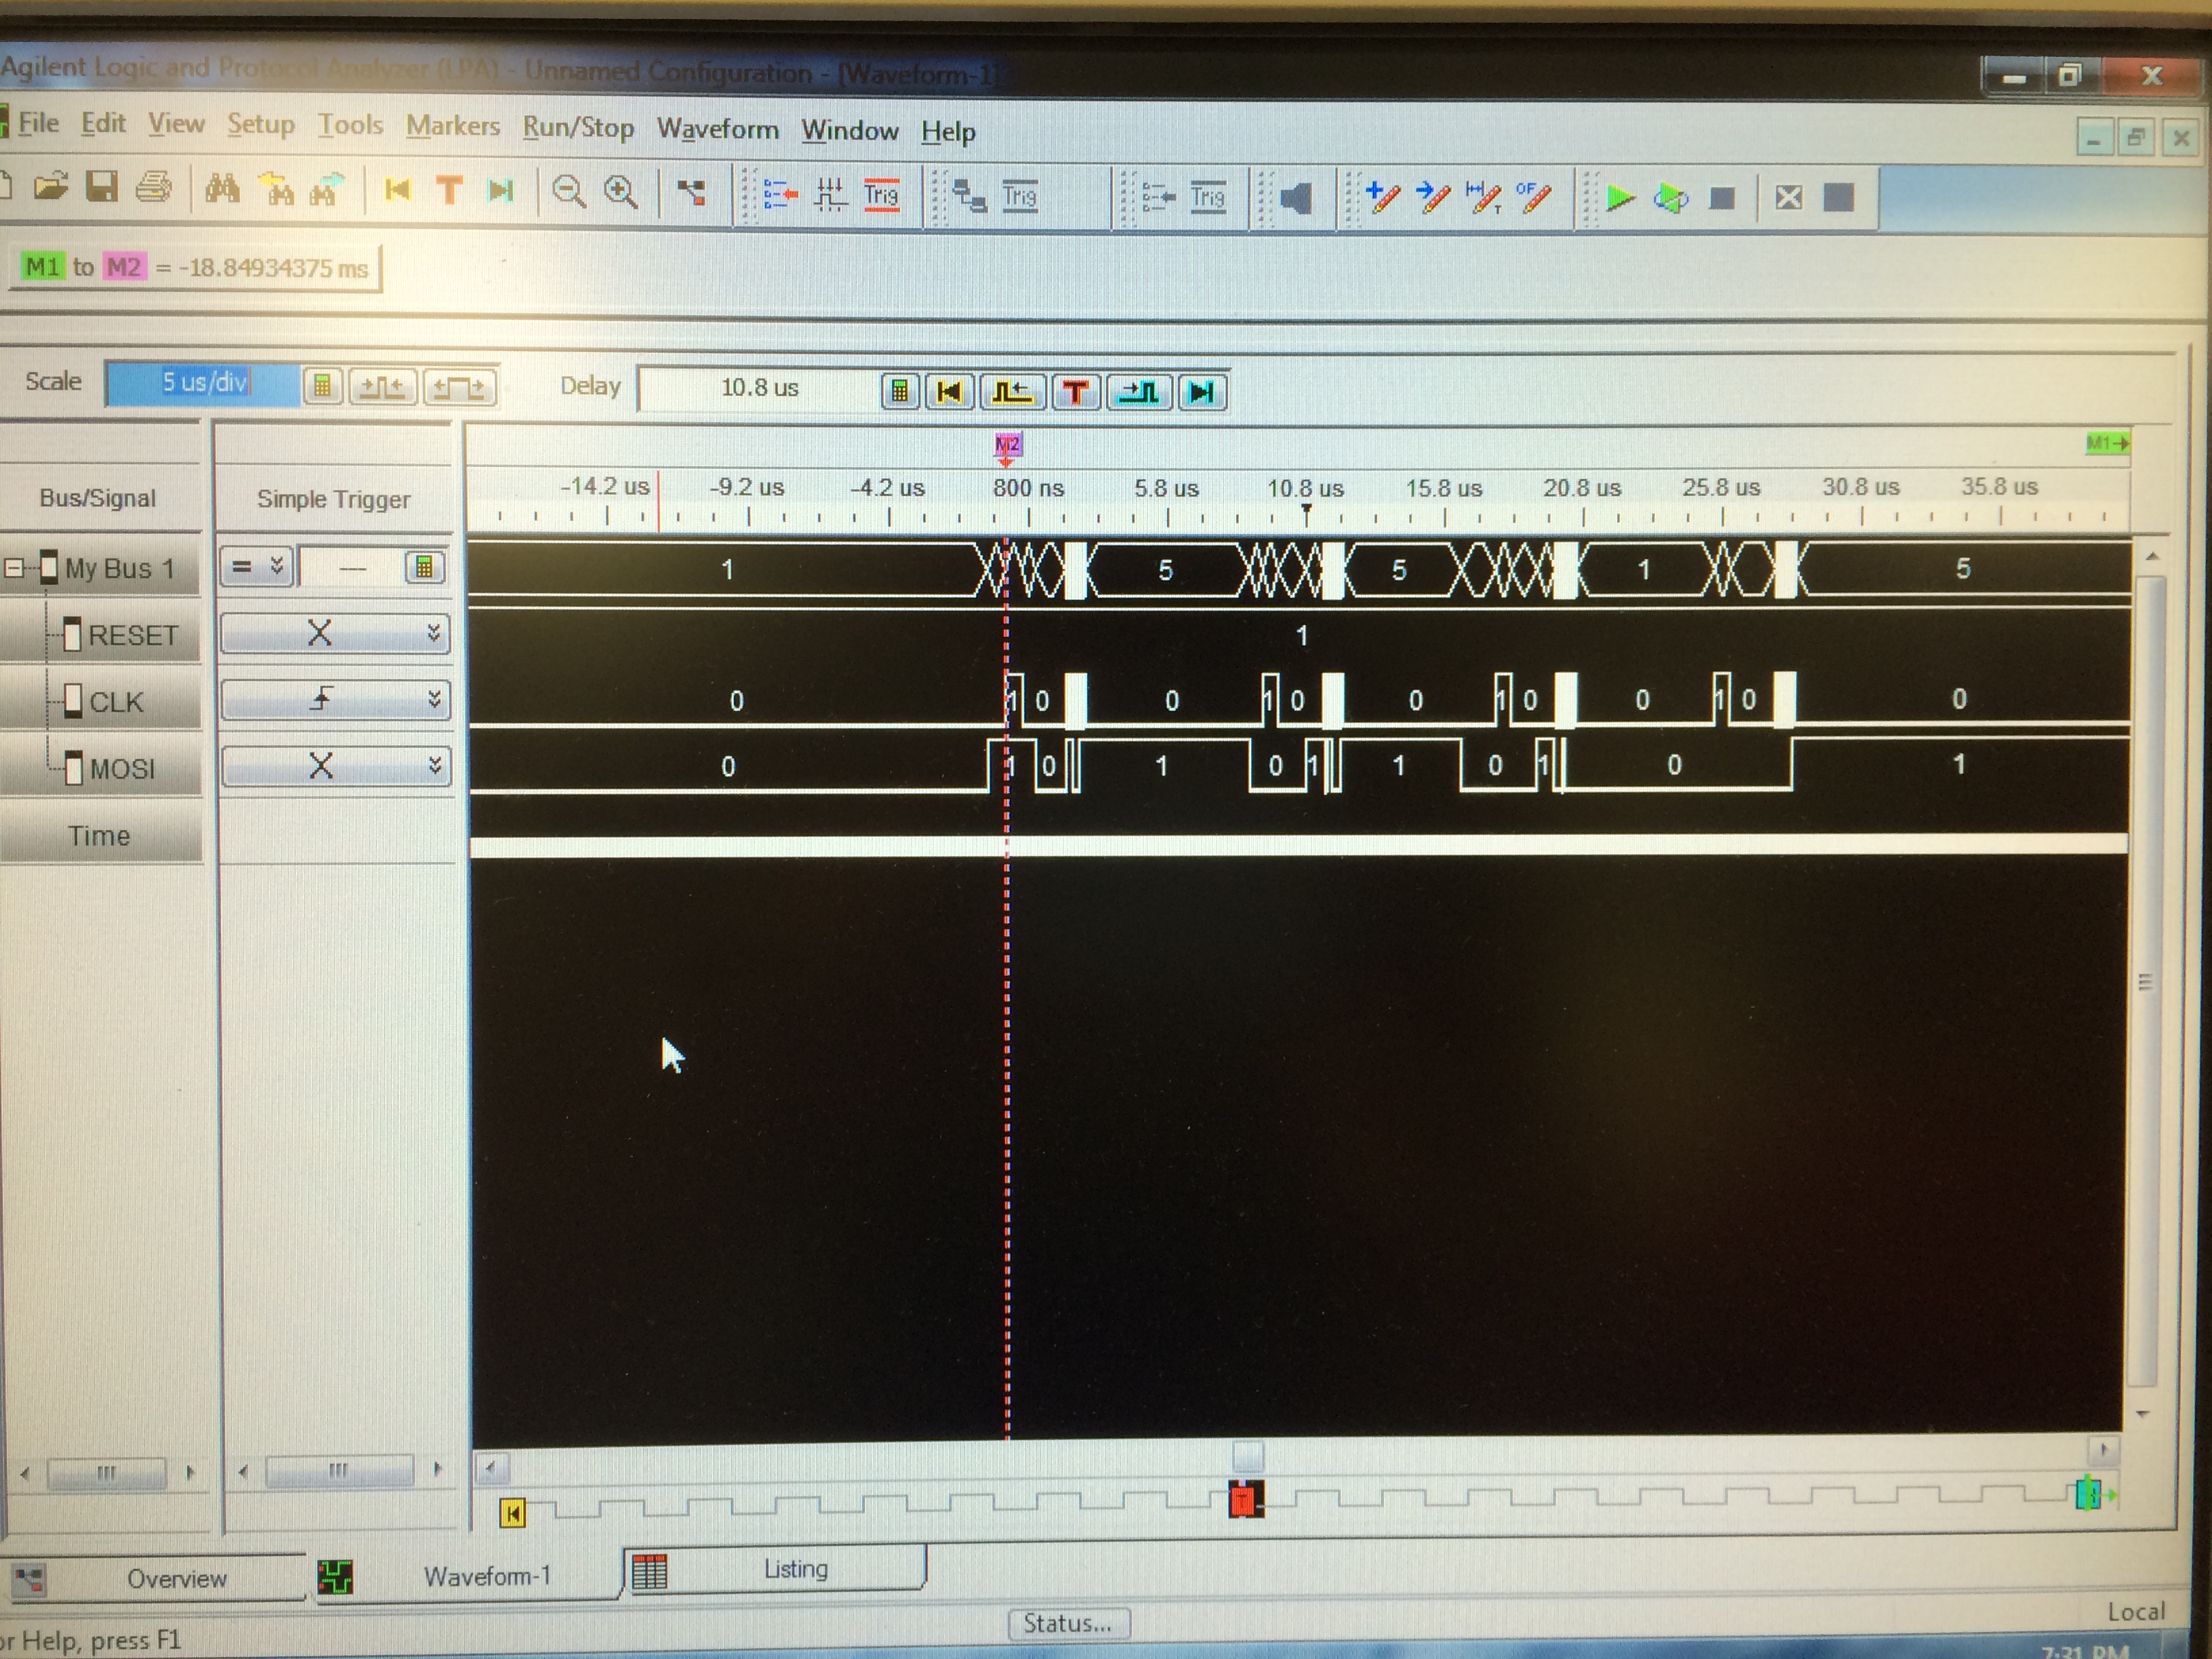 Agilent Logic and Protocol Analyzer (LPA) - Unnamed Configuration - [Waveform-1]
File Edit View Setup Tools Markers Run/Stop Waveform Window Help
T Trig Trig Trig
M1 to M2 = -18.84934375 ms
Scale 5 us/div Delay 10.8 us T
M2 M1
Bus/Signal Simple Trigger -14.2 us -9.2 us -4.2 us 800 ns 5.8 us 10.8 us 15.8 us 20.8 us 25.8 us 30.8 us 35.8 us
My Bus 1 = -- 1 5 5 1 5
RESET X 1
CLK 0 1 0 0 1 0 0 1 0 0 1 0 0
MOSI X 0 1 0 1 0 1 1 0 1 0 1
Time
T
Overview Waveform-1 Listing
Status...
Local
or Help, press F1
7:31 PM